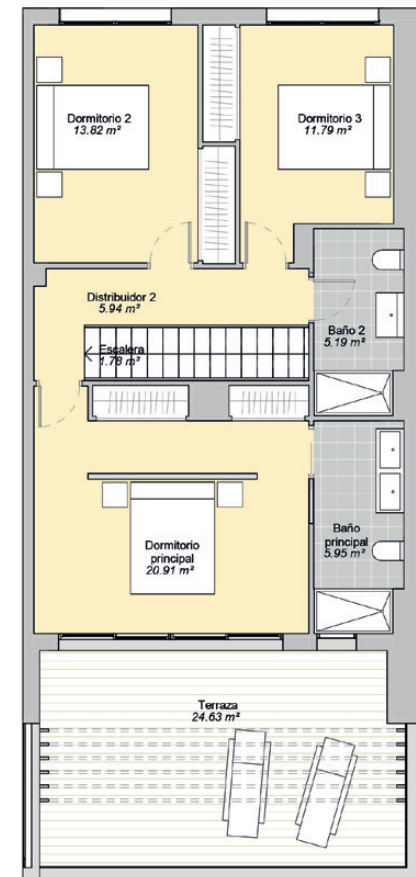 Dormitorio 2
13.82 m²
Dormitorio 3
11.79 m²
Distribuidor 2
5.94 m²
Escalera
1.78 m²
Baño 2
5.19 m²
Baño
principal
5.95 m²
Dormitorio
principal
20.91 m²
Terraza
24.63 m²